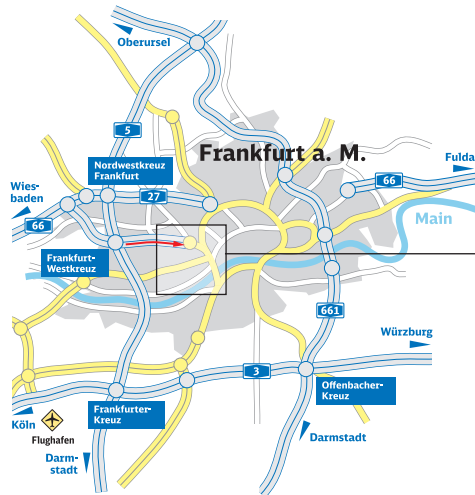 Oberursel
5
Nordwestkreuz
Frankfurt
Frankfurt a. M.
Fulda
66
Wies-
baden
27
66
Main
Frankfurt-
Westkreuz
661
Würzburg
3
Offenbacher-
Kreuz
Frankfurter-
Kreuz
Köln
Flughafen
Darm-
stadt
Darmstadt